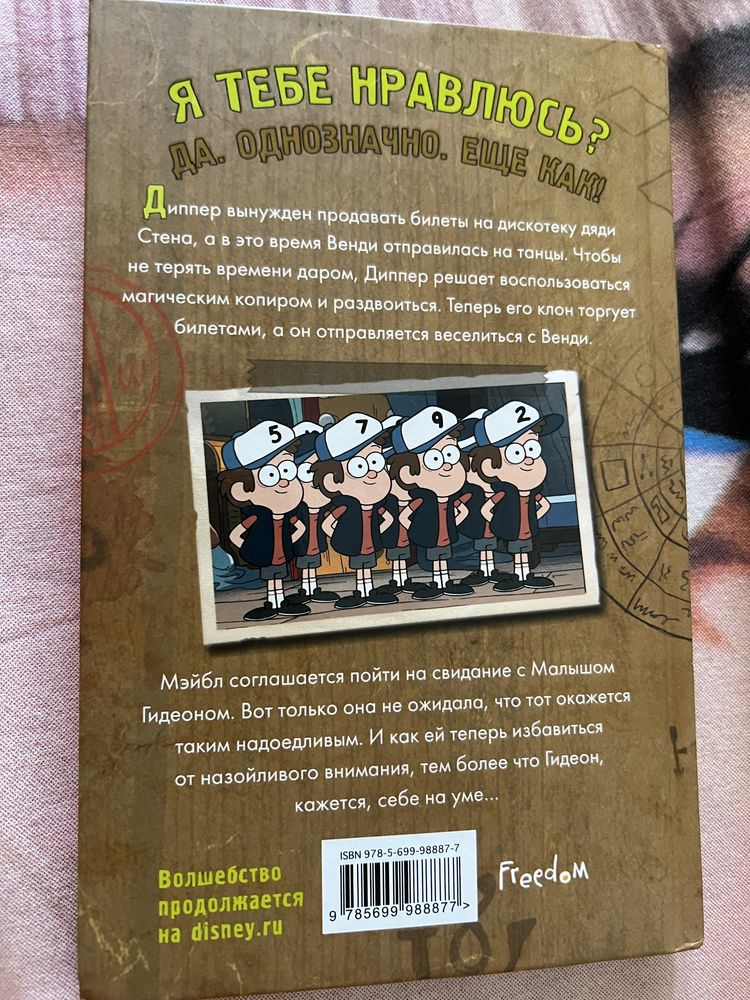 Я ТЕБЕ НРАВЛЮСЬ?
ДА. ОДНОЗНАЧНО. ЕЩЕ КАК!
Диппер вынужден продавать билеты на дискотеку дяди
Стена, а в это время Венди отправилась на танцы. Чтобы
не терять времени даром, Диппер решает воспользоваться
магическим копиром и раздвоиться. Теперь его клон торгует
билетами, а он отправляется веселиться с Венди.
5 7 9 2
Мэйбл соглашается пойти на свидание с Малышом
Гидеоном. Вот только она не ожидала, что тот окажется
таким надоедливым. И как ей теперь избавиться
от назойливого внимания, тем более что Гидеон,
кажется, себе на уме...
Волшебство
продолжается
на disney.ru
ISBN 978-5-699-98887-7
9 785699 988877 >
Freedom